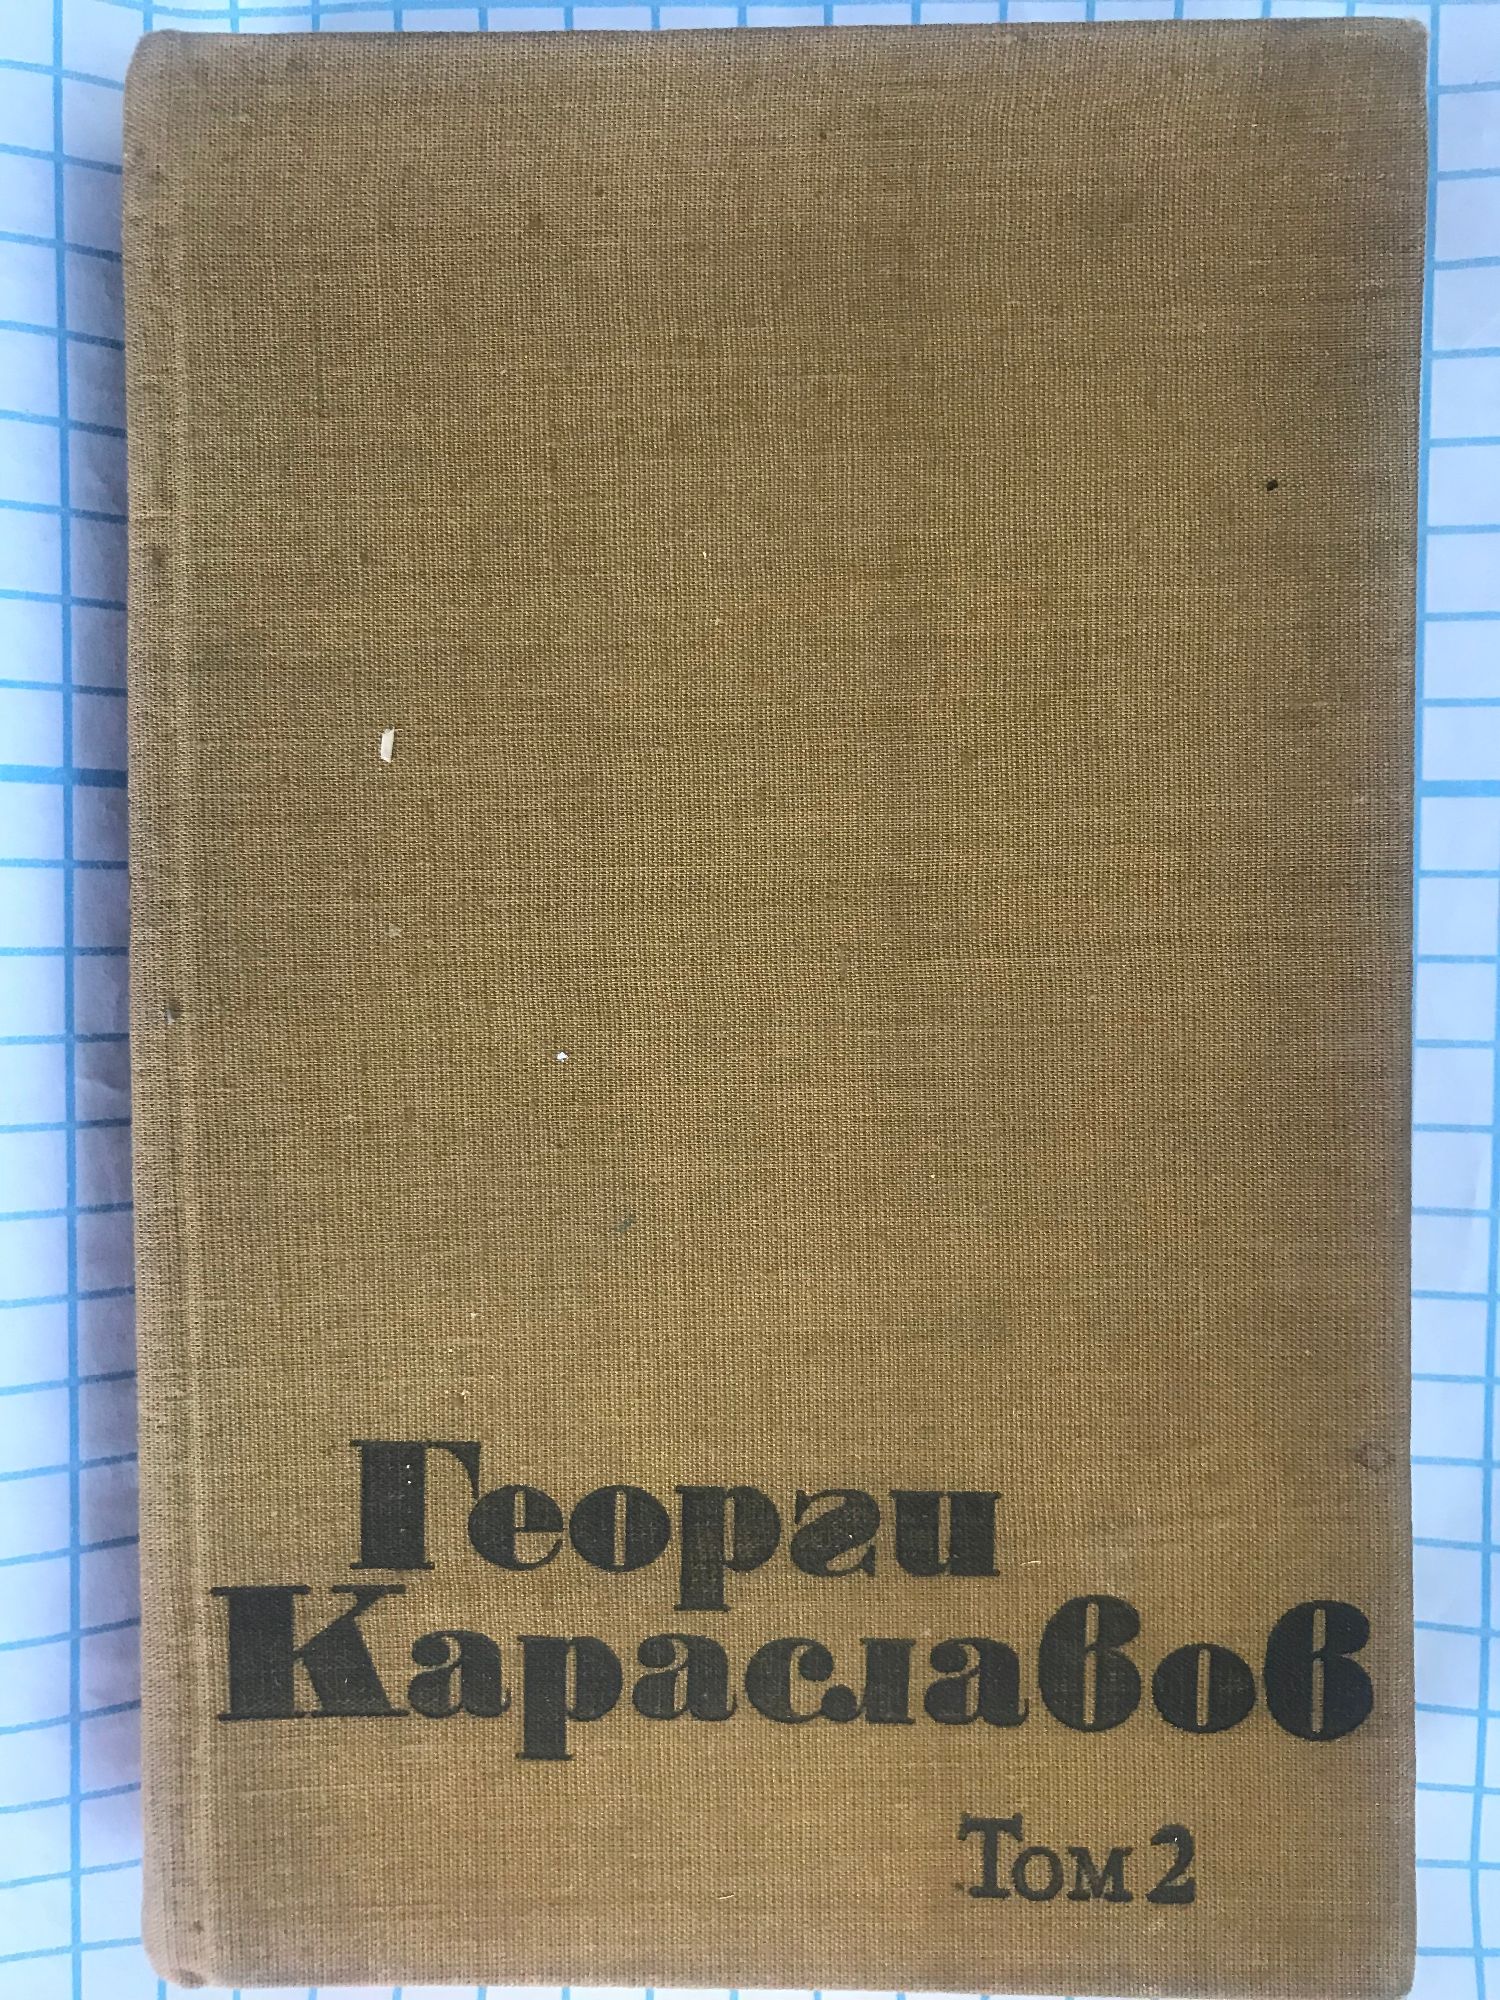 Георги
Караславов
Том 2